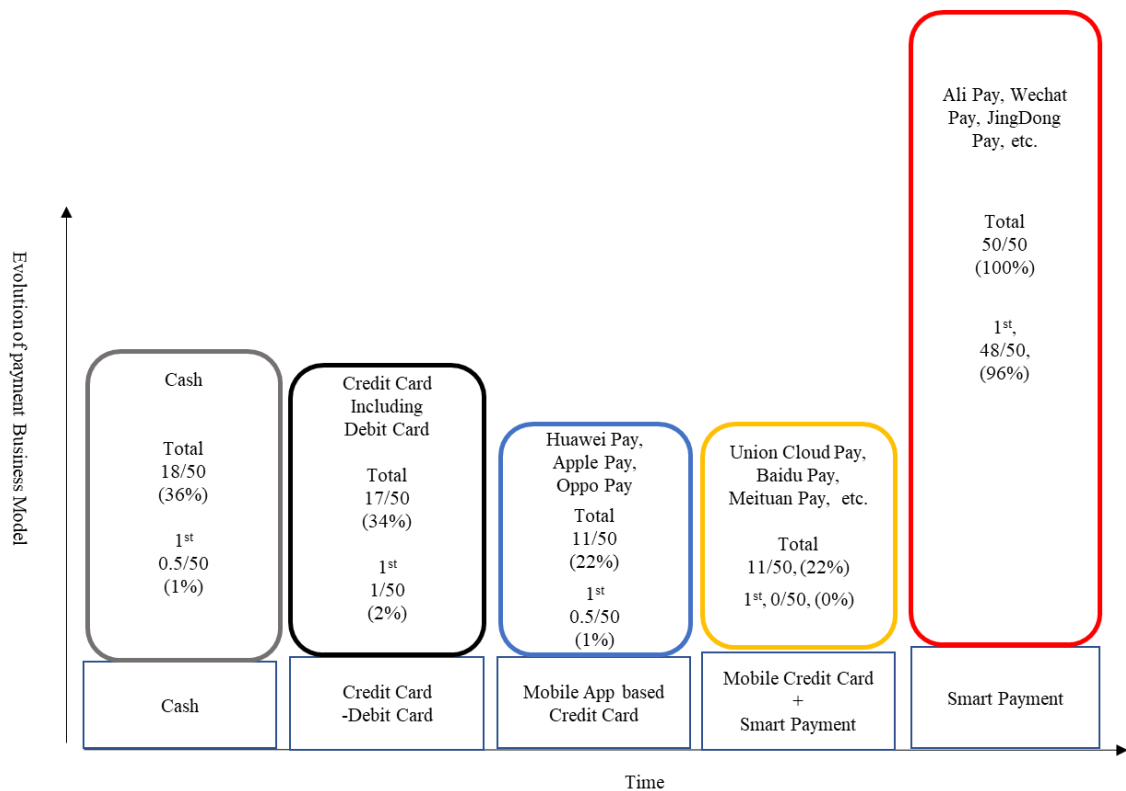 Evolution of payment Business Model
Cash
Total
18/50
(36%)
1st
0.5/50
(1%)
Credit Card
Including
Debit Card
Total
17/50
(34%)
1st
1/50
(2%)
Huawei Pay,
Apple Pay,
Oppo Pay
Total
11/50
(22%)
1st
0.5/50
(1%)
Union Cloud Pay,
Baidu Pay,
Meituan Pay, etc.
Total
11/50, (22%)
1st, 0/50, (0%)
Ali Pay, Wechat
Pay, JingDong
Pay, etc.
Total
50/50
(100%)
1st,
48/50,
(96%)
Cash
Credit Card
-Debit Card
Mobile App based
Credit Card
Mobile Credit Card
+
Smart Payment
Smart Payment
Time